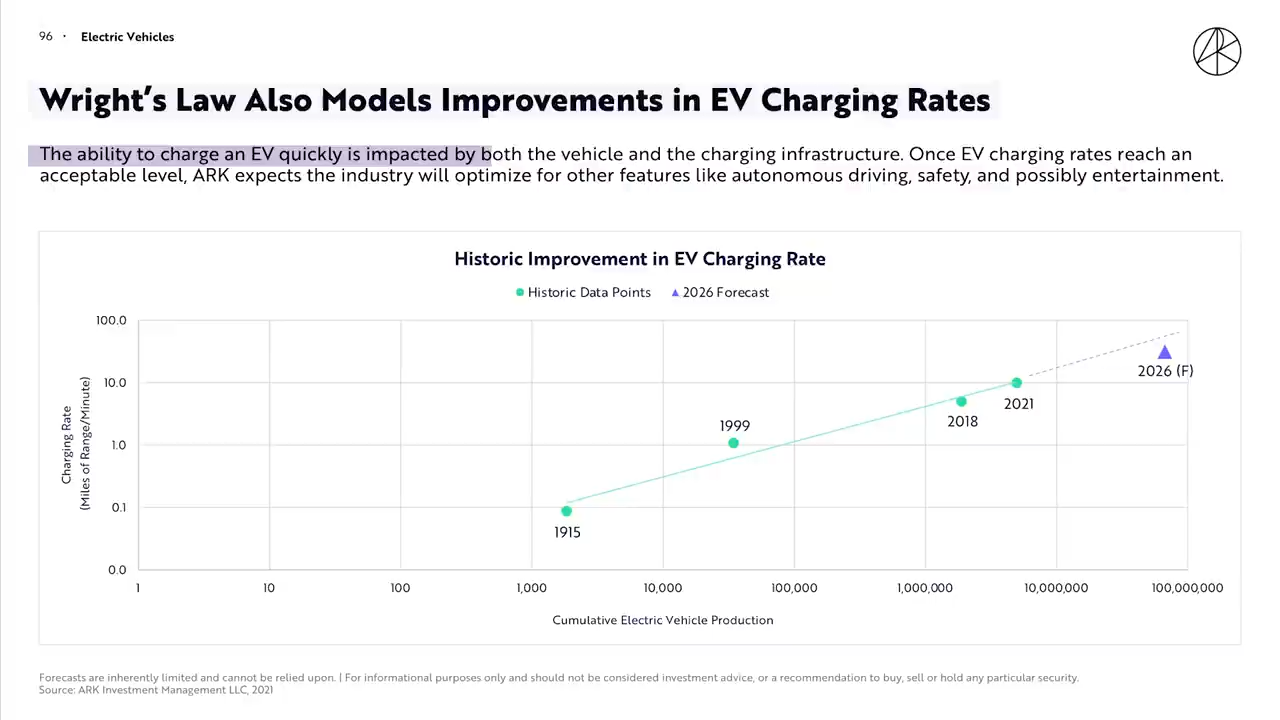 96 · Electric Vehicles
Wright's Law Also Models Improvements in EV Charging Rates
The ability to charge an EV quickly is impacted by both the vehicle and the charging infrastructure. Once EV charging rates reach an
acceptable level, ARK expects the industry will optimize for other features like autonomous driving, safety, and possibly entertainment.
Historic Improvement in EV Charging Rate
Historic Data Points 2026 Forecast
100.0
10.0
1.0
0.1
0.0
Charging Rate
(Miles of Range/Minute)
1915
1999
2018
2021
2026 (F)
1 10 100 1,000 10,000 100,000 1,000,000 10,000,000 100,000,000
Cumulative Electric Vehicle Production
Forecasts are inherently limited and cannot be relied upon. | For informational purposes only and should not be considered investment advice, or a recommendation to buy, sell or hold any particular security.
Source: ARK Investment Management LLC, 2021